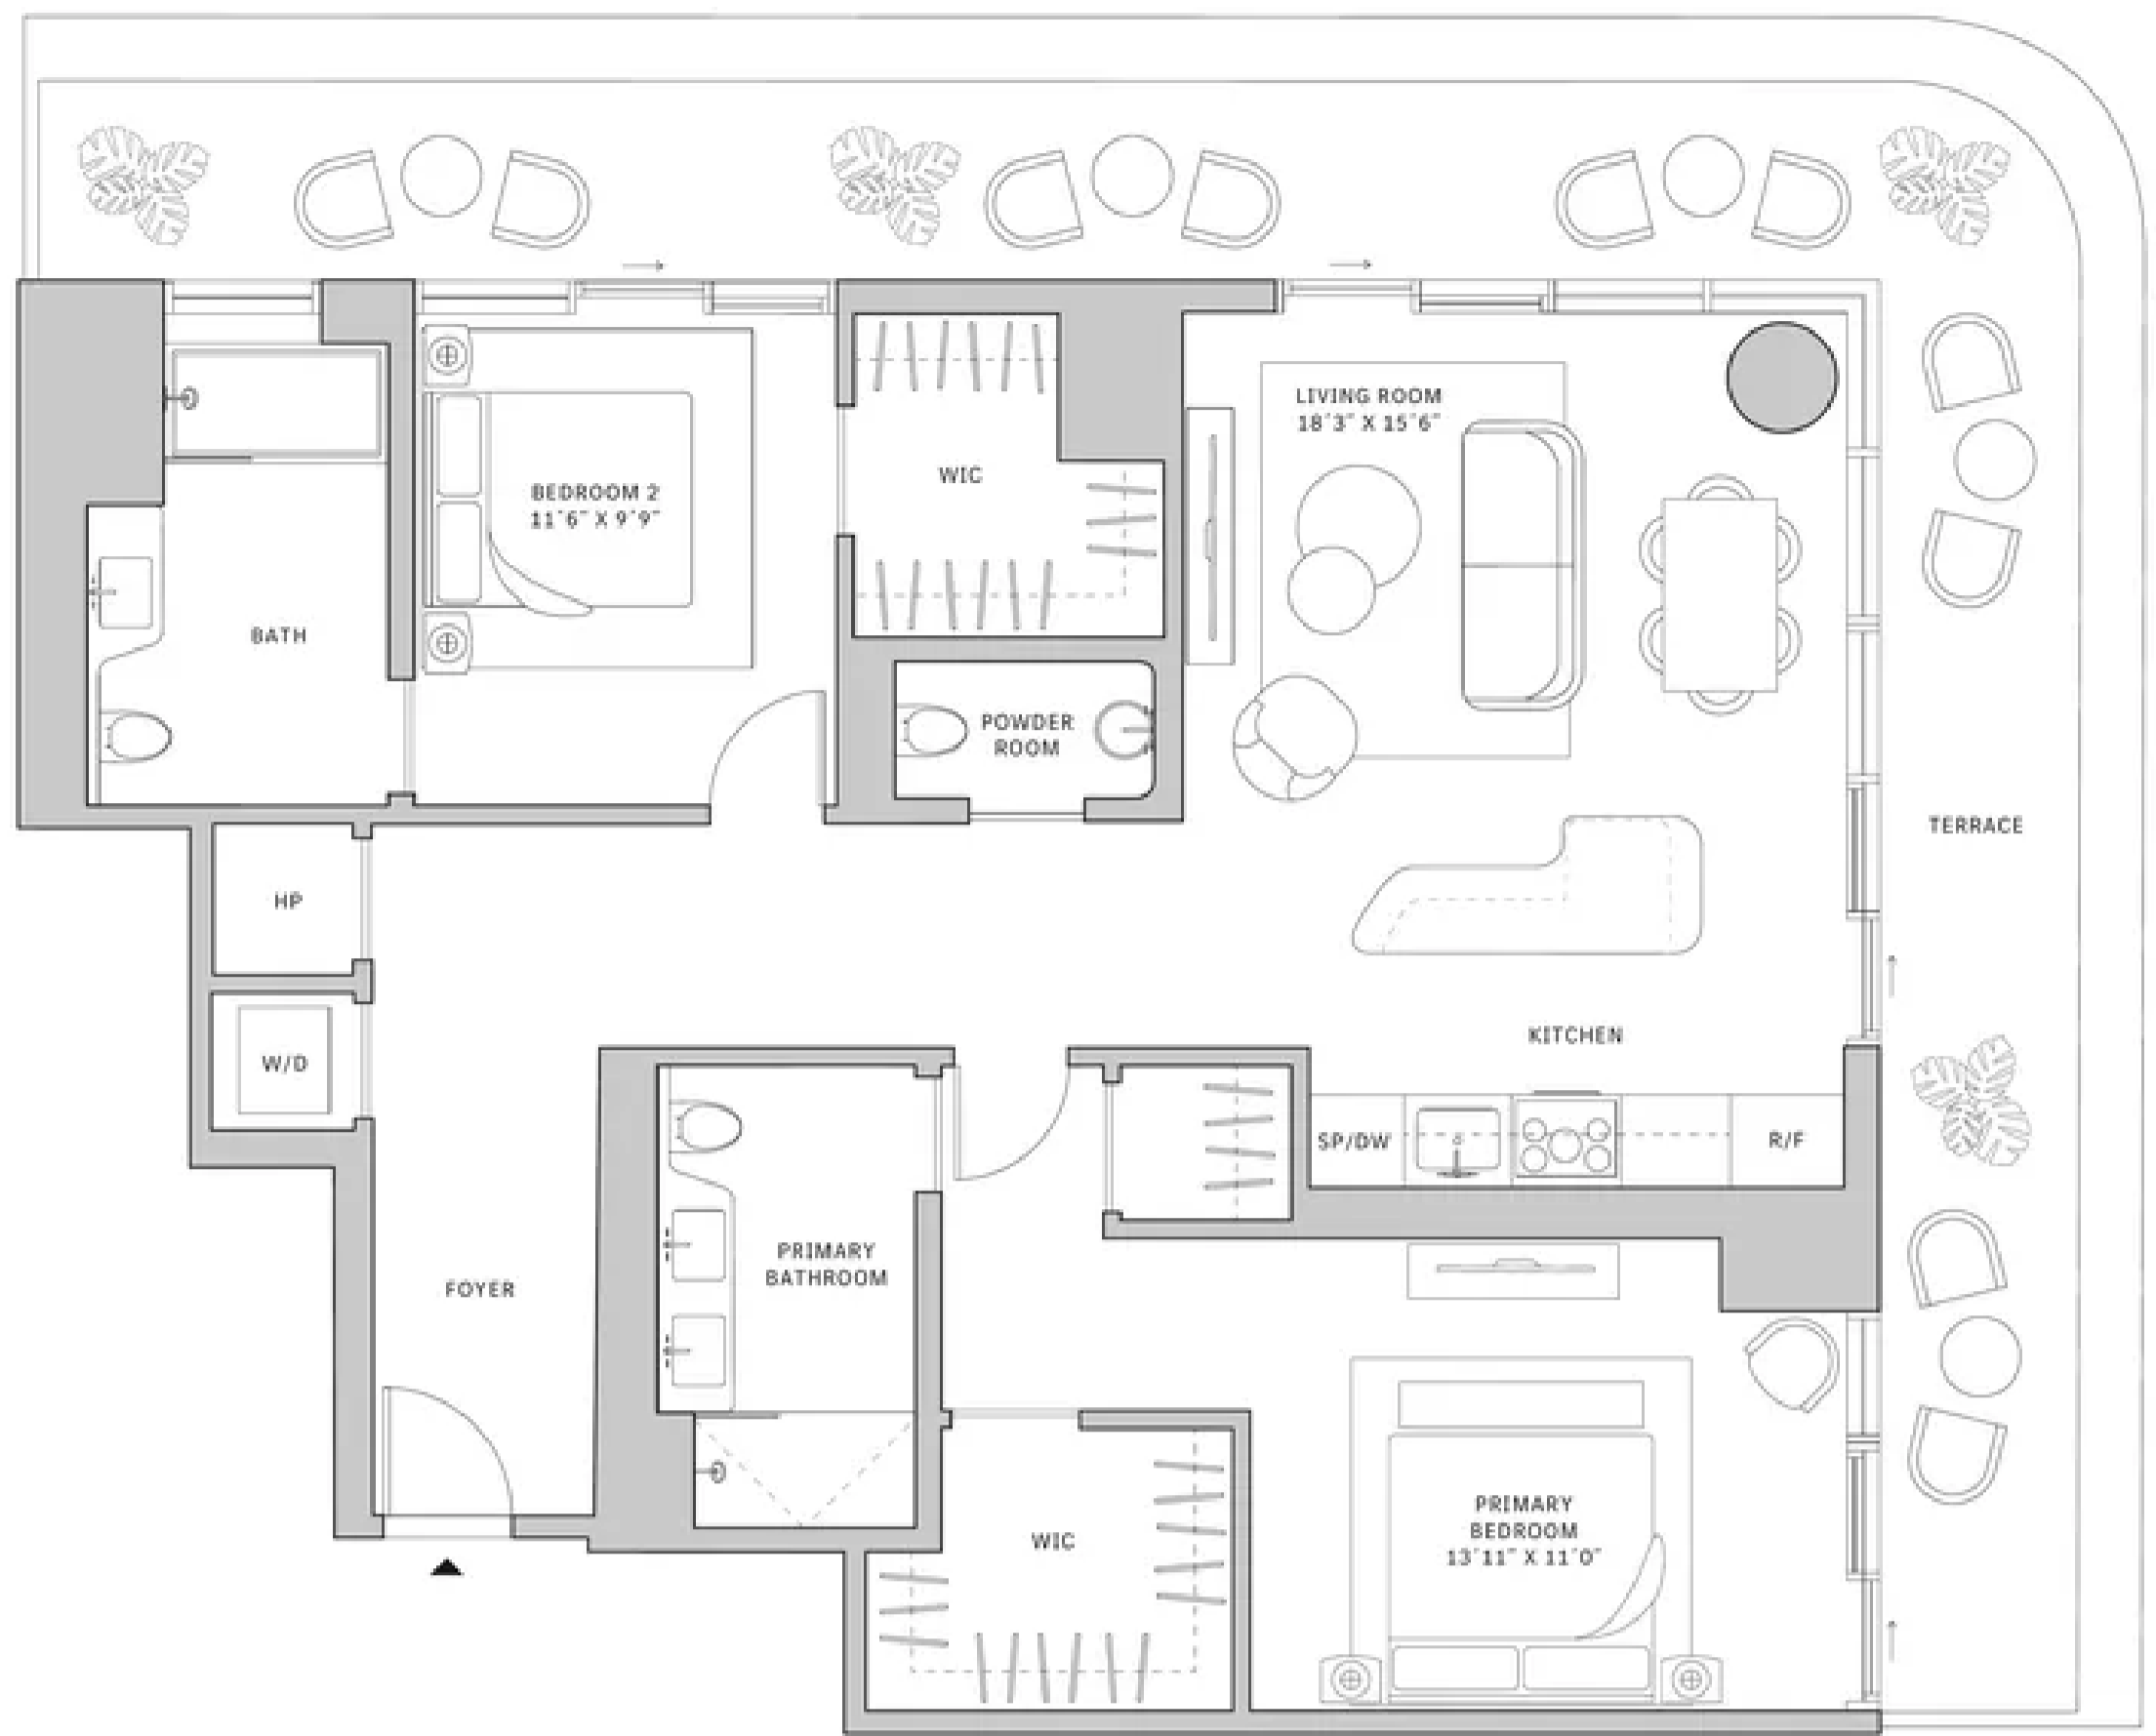 LIVING ROOM
18'3" X 15'6"
WIC
BEDROOM 2
11'6" X 9'9"
BATH
POWDER
ROOM
TERRACE
HP
KITCHEN
W/D
SP/DW
R/F
PRIMARY
BATHROOM
FOYER
PRIMARY
BEDROOM
13'11" X 11'0"
WIC